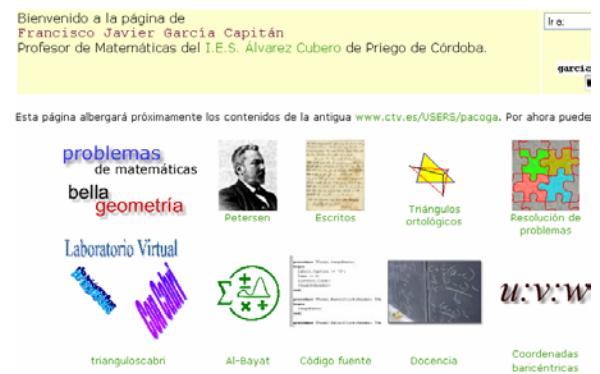 Bienvenido a la página de
Francisco Javier García Capitán
Profesor de Matemáticas del I.E.S. Álvarez Cubero de Priego de Córdoba.
Ir a:
garcia
Esta página albergará próximamente los contenidos de la antigua www.ctv.es/USERS/pacoga. Por ahora puede
problemas
de matemáticas
bella
geometría
Petersen
Escritos
Triángulos
ortológicos
Resolución de
problemas
Laboratorio Virtual
triángulos
con Cabri
Σ ± Λ × +
u:v:w
trianguloscabri
Al-Bayat
Código fuente
Docencia
Coordenadas
baricéntricas